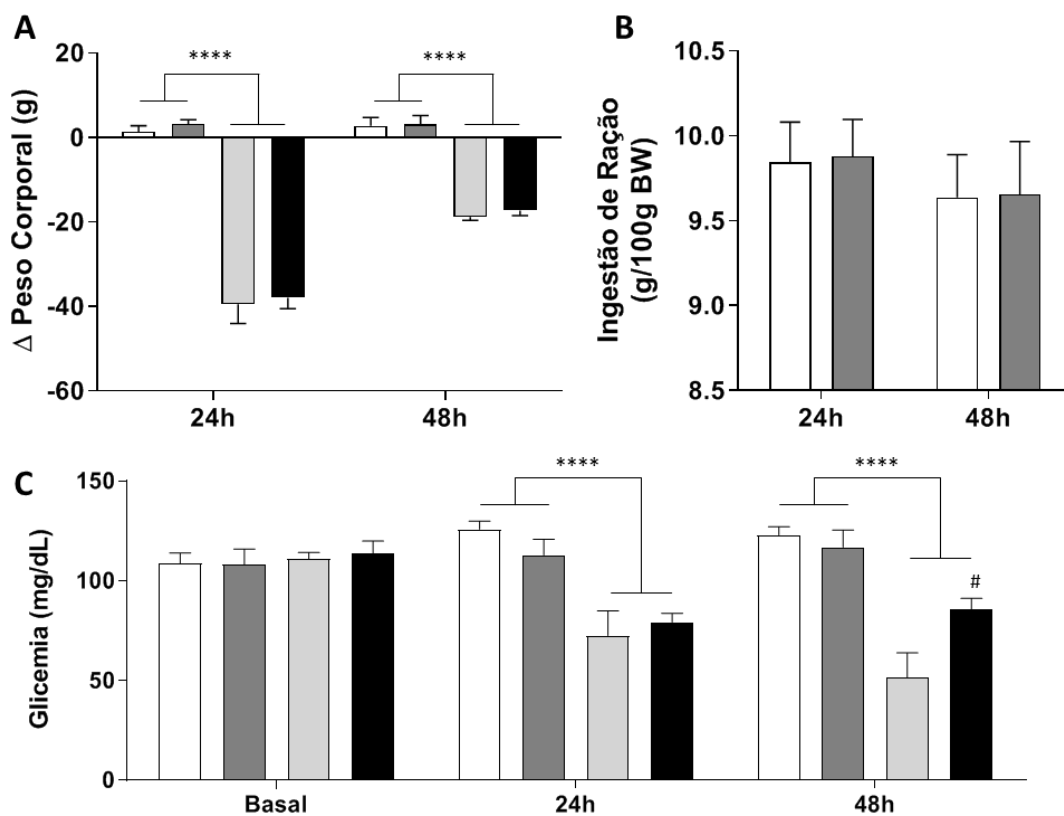 A
Δ Peso Corporal (g)
20
0
-20
-40
-60
****
****
24h
48h
B
Ingestão de Ração
(g/100g BW)
10.5
10.0
9.5
9.0
8.5
24h
48h
C
Glicemia (mg/dL)
150
100
50
0
****
****
#
Basal
24h
48h